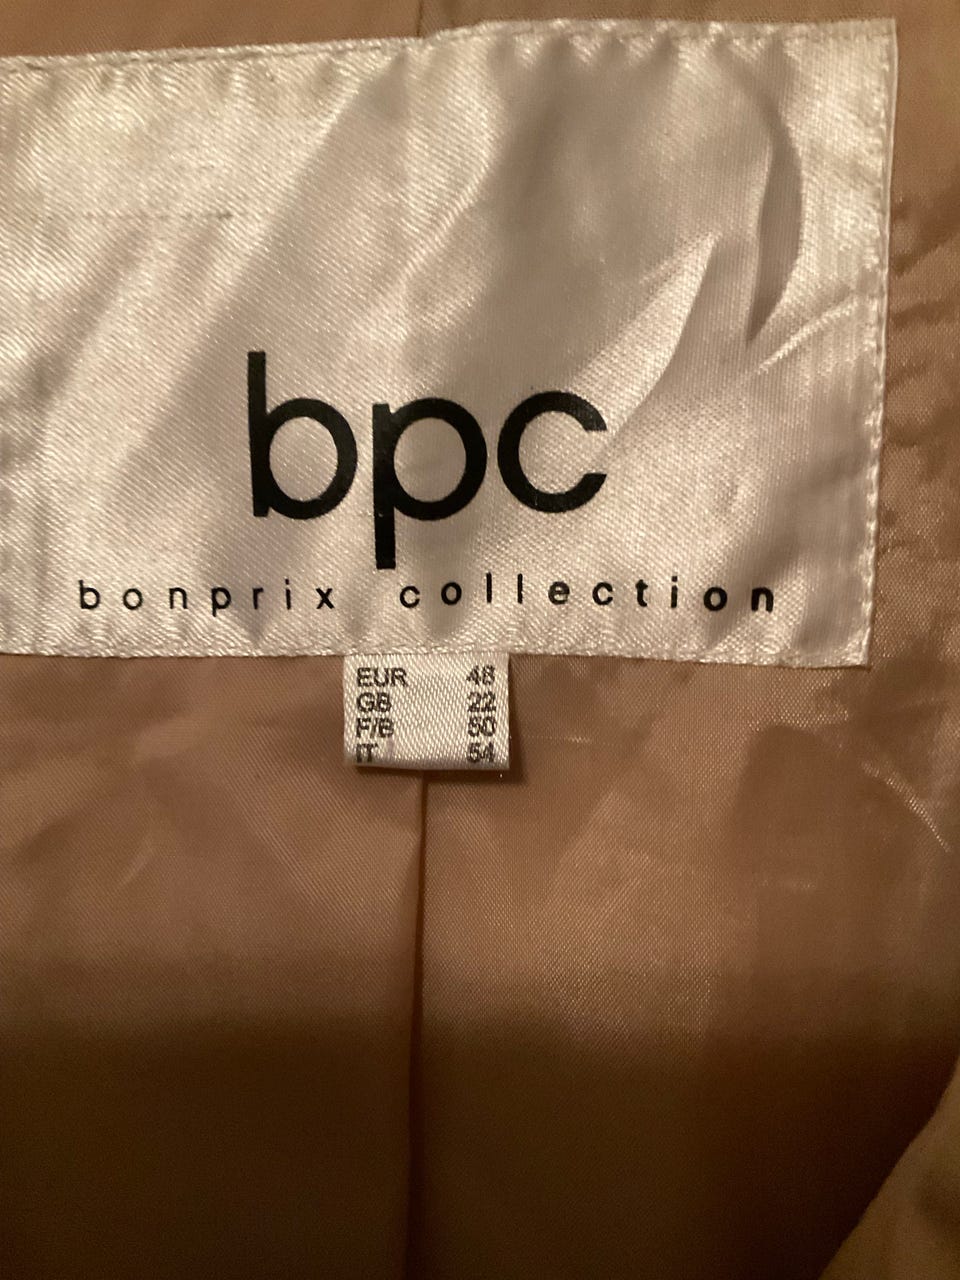 bpc
bonprix collection
EUR 48
GB 22
F/B 50
IT 54